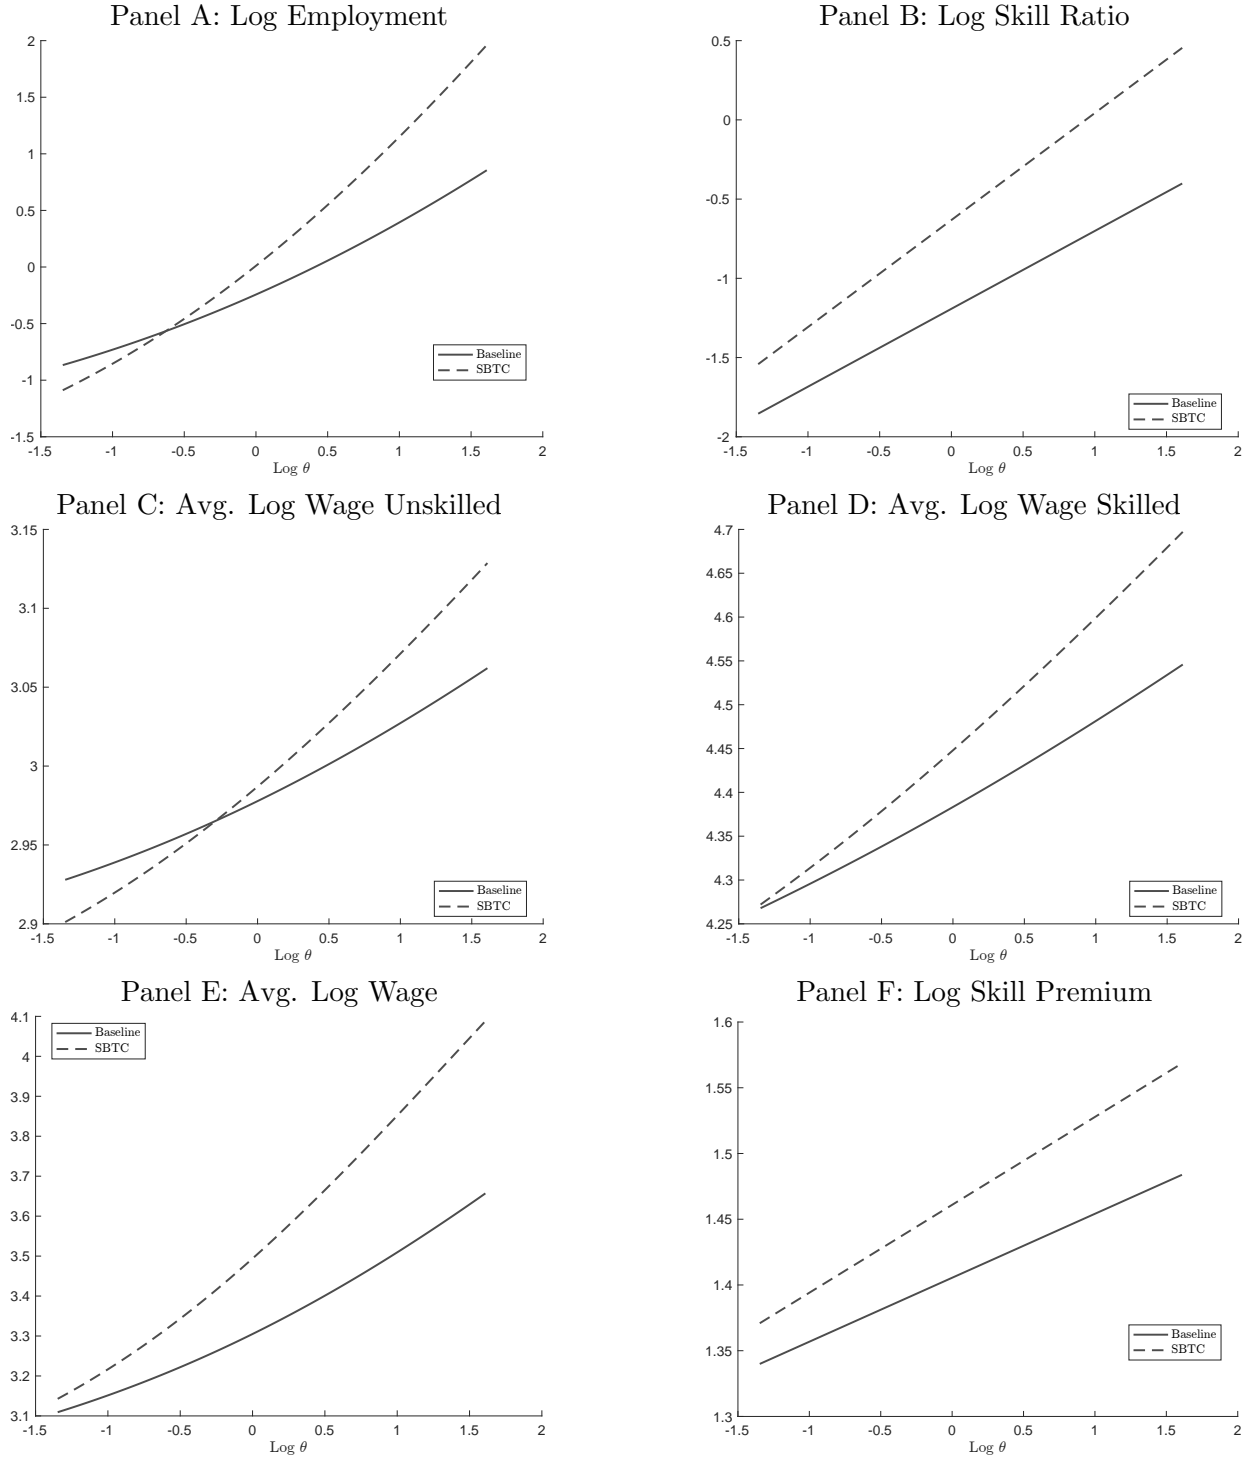 Panel A: Log Employment
2
1.5
1
0.5
0
-0.5
-1
-1.5
-1.5 -1 -0.5 0 0.5 1 1.5 2
Log θ
Baseline
SBTC
Panel B: Log Skill Ratio
0.5
0
-0.5
-1
-1.5
-2
-1.5 -1 -0.5 0 0.5 1 1.5 2
Log θ
Baseline
SBTC
Panel C: Avg. Log Wage Unskilled
3.15
3.1
3.05
3
2.95
2.9
-1.5 -1 -0.5 0 0.5 1 1.5 2
Log θ
Baseline
SBTC
Panel D: Avg. Log Wage Skilled
4.7
4.65
4.6
4.55
4.5
4.45
4.4
4.35
4.3
4.25
-1.5 -1 -0.5 0 0.5 1 1.5 2
Log θ
Baseline
SBTC
Panel E: Avg. Log Wage
4.1
4
3.9
3.8
3.7
3.6
3.5
3.4
3.3
3.2
3.1
-1.5 -1 -0.5 0 0.5 1 1.5 2
Log θ
Baseline
SBTC
Panel F: Log Skill Premium
1.6
1.55
1.5
1.45
1.4
1.35
1.3
-1.5 -1 -0.5 0 0.5 1 1.5 2
Log θ
Baseline
SBTC